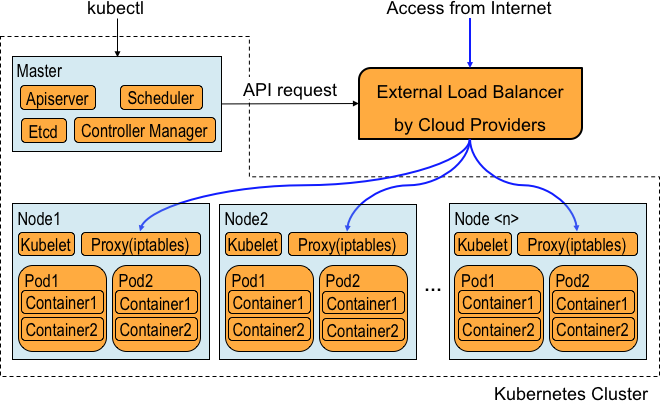 kubectl
Access from Internet
Master
Apiserver
Scheduler
Etcd
Controller Manager
API request
External Load Balancer
by Cloud Providers
Node1
Kubelet
Proxy(iptables)
Pod1
Container1
Container2
Pod2
Container1
Container2
Node2
Kubelet
Proxy(iptables)
Pod1
Container1
Container2
Pod2
Container1
Container2
...
Node <n>
Kubelet
Proxy(iptables)
Pod1
Container1
Container2
Pod2
Container1
Container2
Kubernetes Cluster